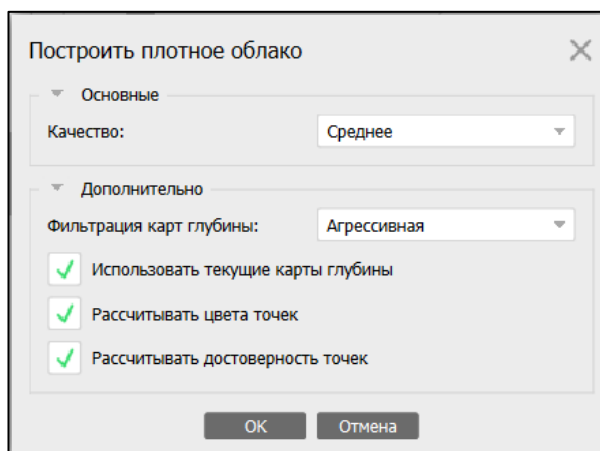 Построить плотное облако
Основные
Качество: Среднее
Дополнительно
Фильтрация карт глубины: Агрессивная
Использовать текущие карты глубины
Рассчитывать цвета точек
Рассчитывать достоверность точек
OK Отмена